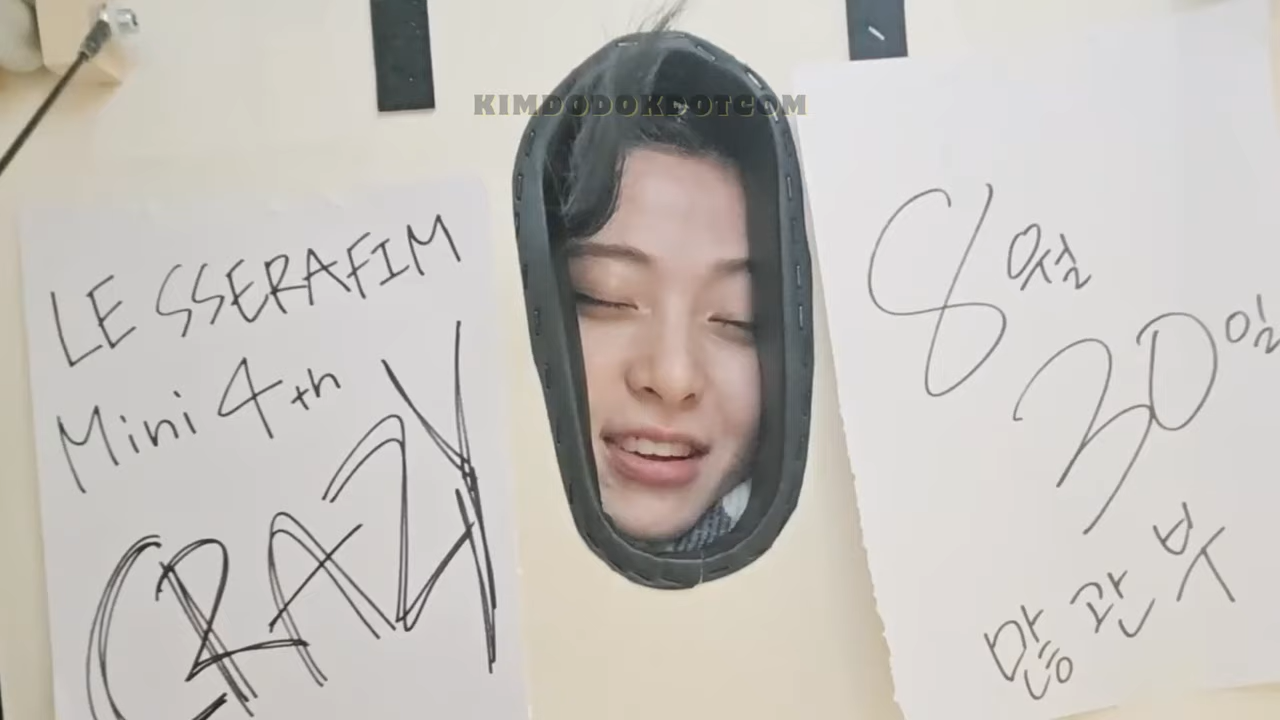 KIMDODOKDOTCOM
LE SSERAFIM
Mini 4th
CRAZY
8월
30일
많관부